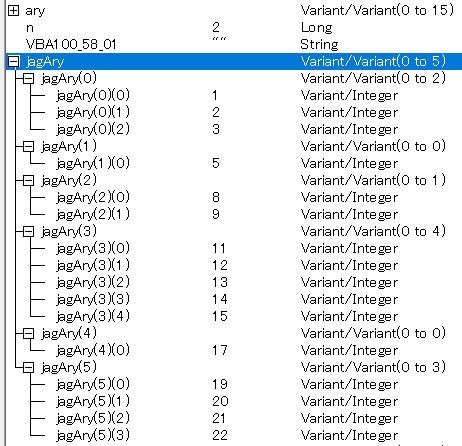 ary Variant/Variant(0 to 15)
n 2 Long
VBA100_58_01 "" String
jagAry Variant/Variant(0 to 5)
jagAry(0) Variant/Variant(0 to 2)
jagAry(0)(0) 1 Variant/Integer
jagAry(0)(1) 2 Variant/Integer
jagAry(0)(2) 3 Variant/Integer
jagAry(1) Variant/Variant(0 to 0)
jagAry(1)(0) 5 Variant/Integer
jagAry(2) Variant/Variant(0 to 1)
jagAry(2)(0) 8 Variant/Integer
jagAry(2)(1) 9 Variant/Integer
jagAry(3) Variant/Variant(0 to 4)
jagAry(3)(0) 11 Variant/Integer
jagAry(3)(1) 12 Variant/Integer
jagAry(3)(2) 13 Variant/Integer
jagAry(3)(3) 14 Variant/Integer
jagAry(3)(4) 15 Variant/Integer
jagAry(4) Variant/Variant(0 to 0)
jagAry(4)(0) 17 Variant/Integer
jagAry(5) Variant/Variant(0 to 3)
jagAry(5)(0) 19 Variant/Integer
jagAry(5)(1) 20 Variant/Integer
jagAry(5)(2) 21 Variant/Integer
jagAry(5)(3) 22 Variant/Integer